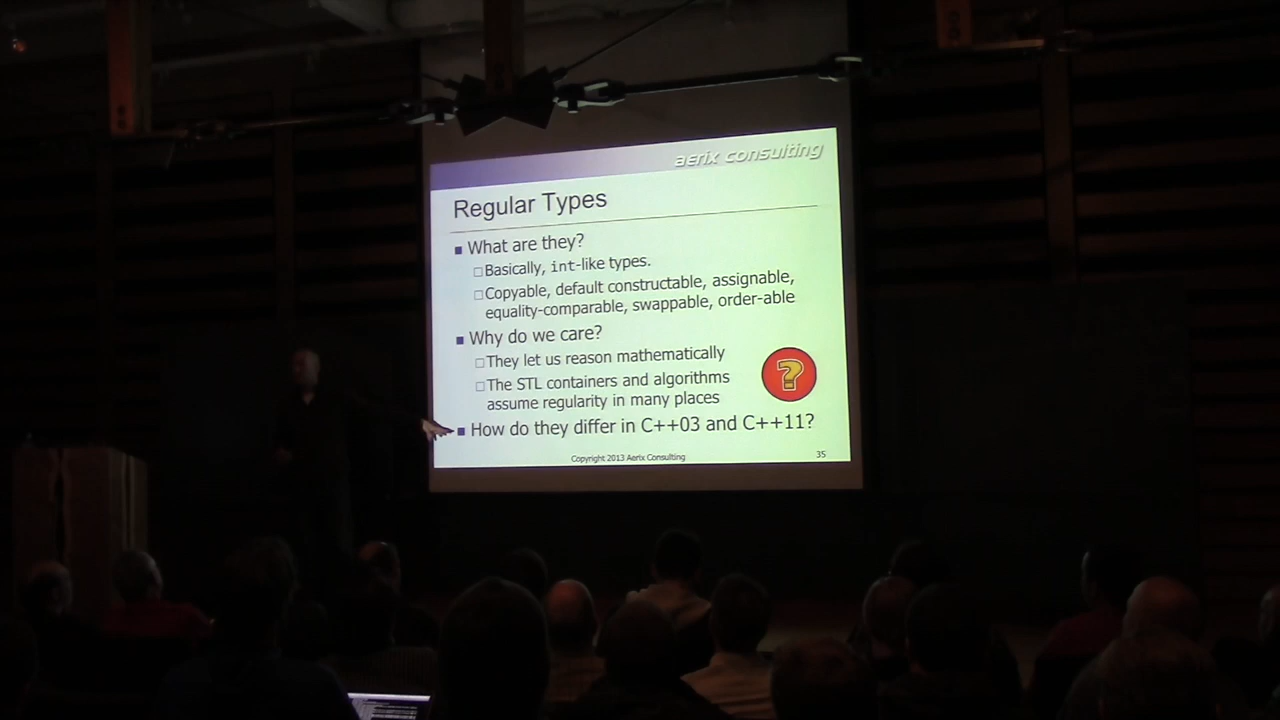 aerix consulting
Regular Types
What are they?
Basically, int-like types.
Copyable, default constructable, assignable,
equality-comparable, swappable, order-able
Why do we care?
They let us reason mathematically
The STL containers and algorithms
assume regularity in many places
?
How do they differ in C++03 and C++11?
Copyright 2013 Aerix Consulting
35